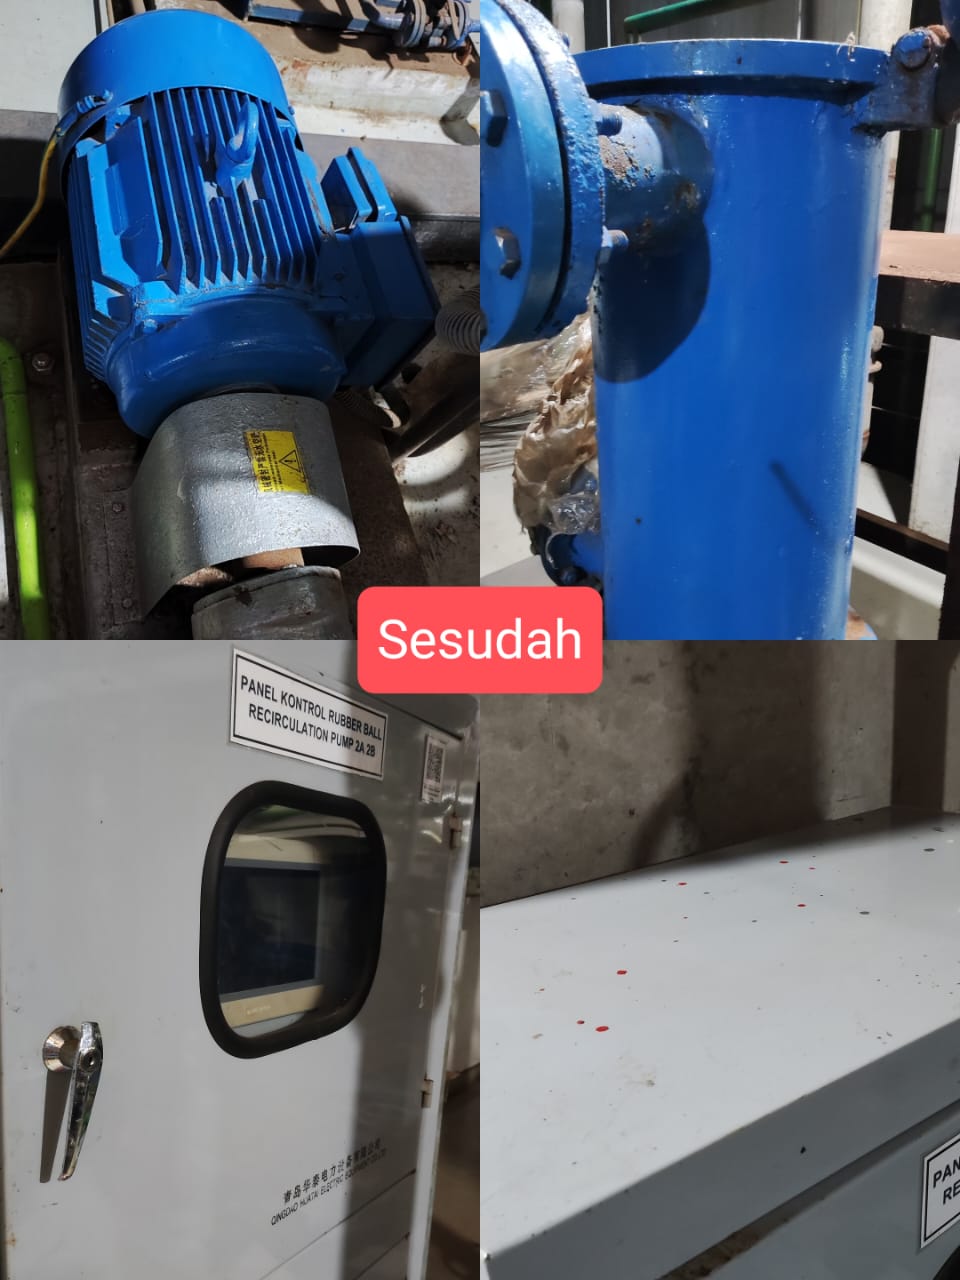 Sesudah
PANEL KONTROL RUBBER BALL
RECIRCULATION PUMP 2A 2B
青岛华泰电力设备有限公司
QINGDAO HUATAI ELECTRIC EQUIPMENT CO.,LTD
PAN
RE